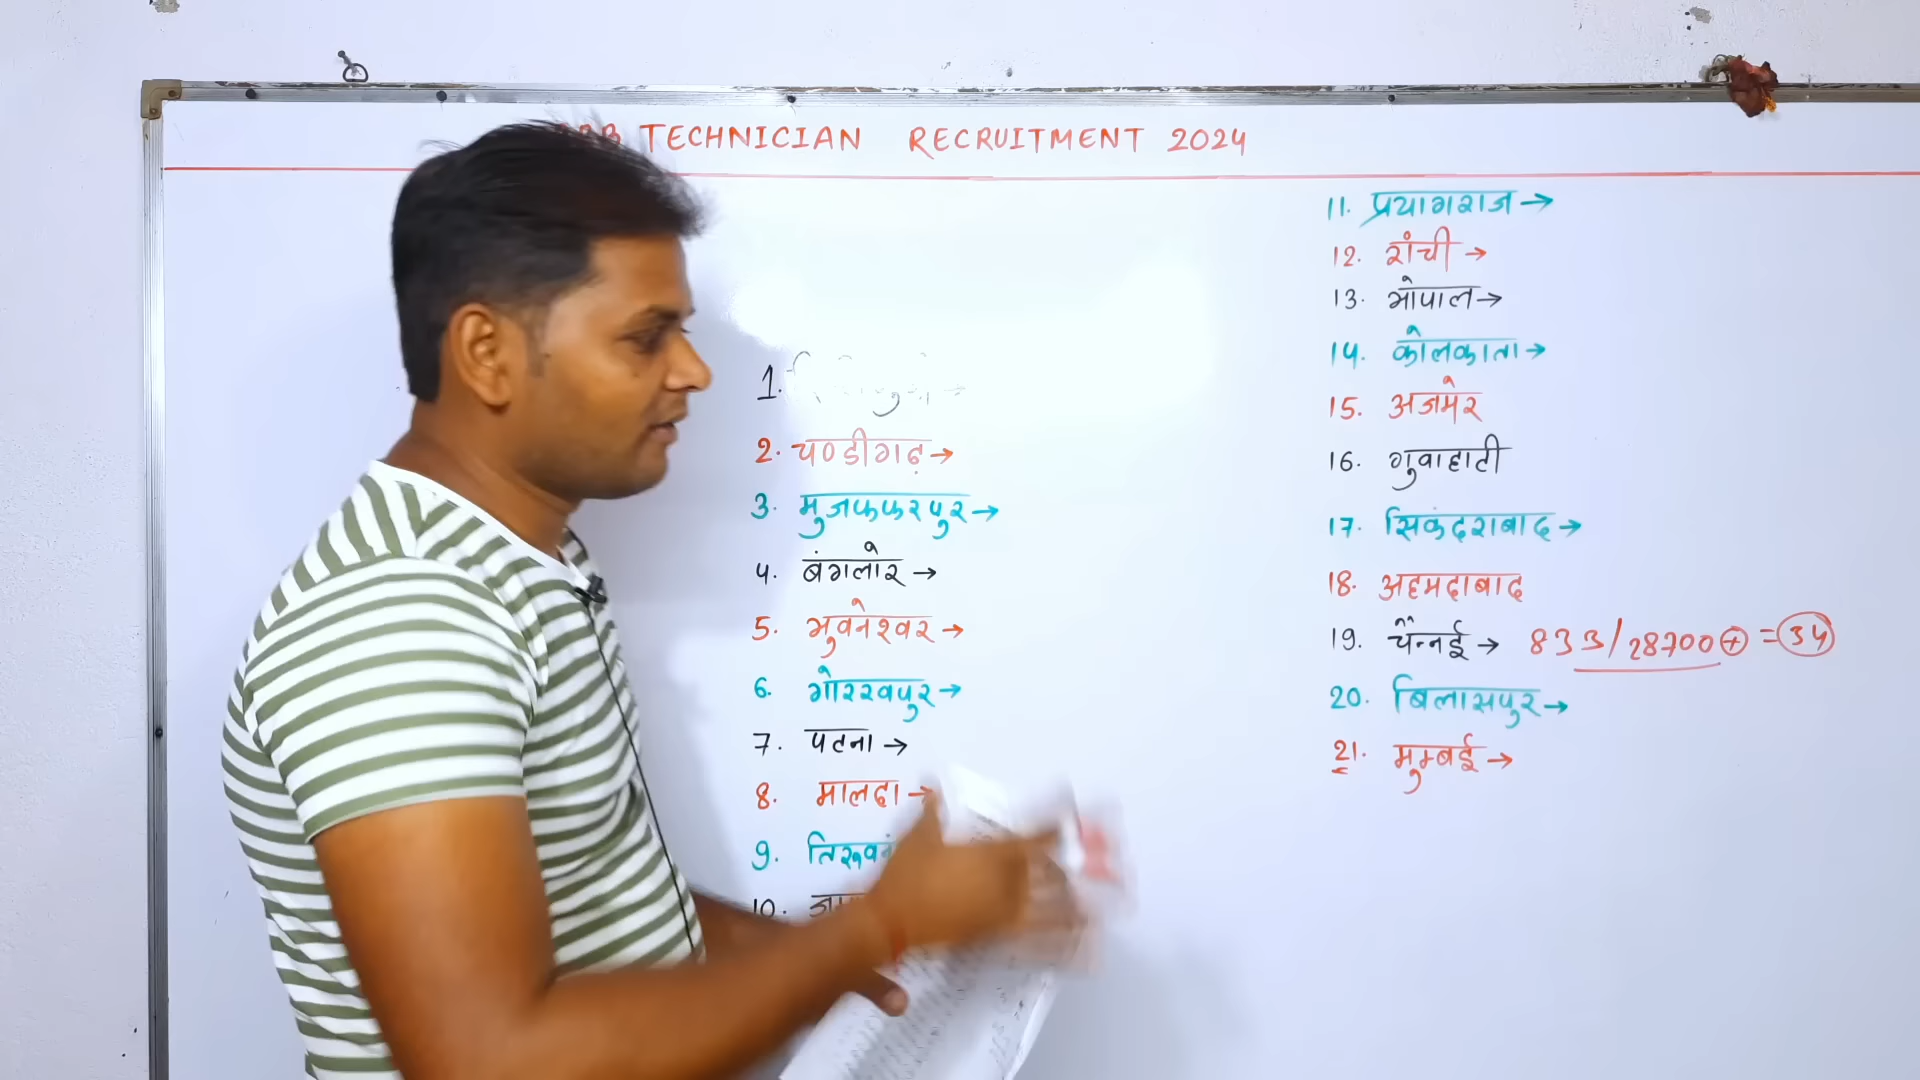 TECHNICIAN RECRUITMENT 2024
1.
2. चण्डीगढ़ →
3. मुजफ्फरपुर →
4. बंगलोर →
5. भुवनेश्वर →
6. गोरखपुर →
7. पटना →
8. मालदा →
9.
10.
11. प्रयागराज →
12. रांची →
13. भोपाल →
14. कोलकाता →
15. अजमेर
16. गुवाहाटी
17. सिकंदराबाद →
18. अहमदाबाद
19. चैन्नई → 833/28700+ = 34
20. बिलासपुर →
21. मुम्बई →